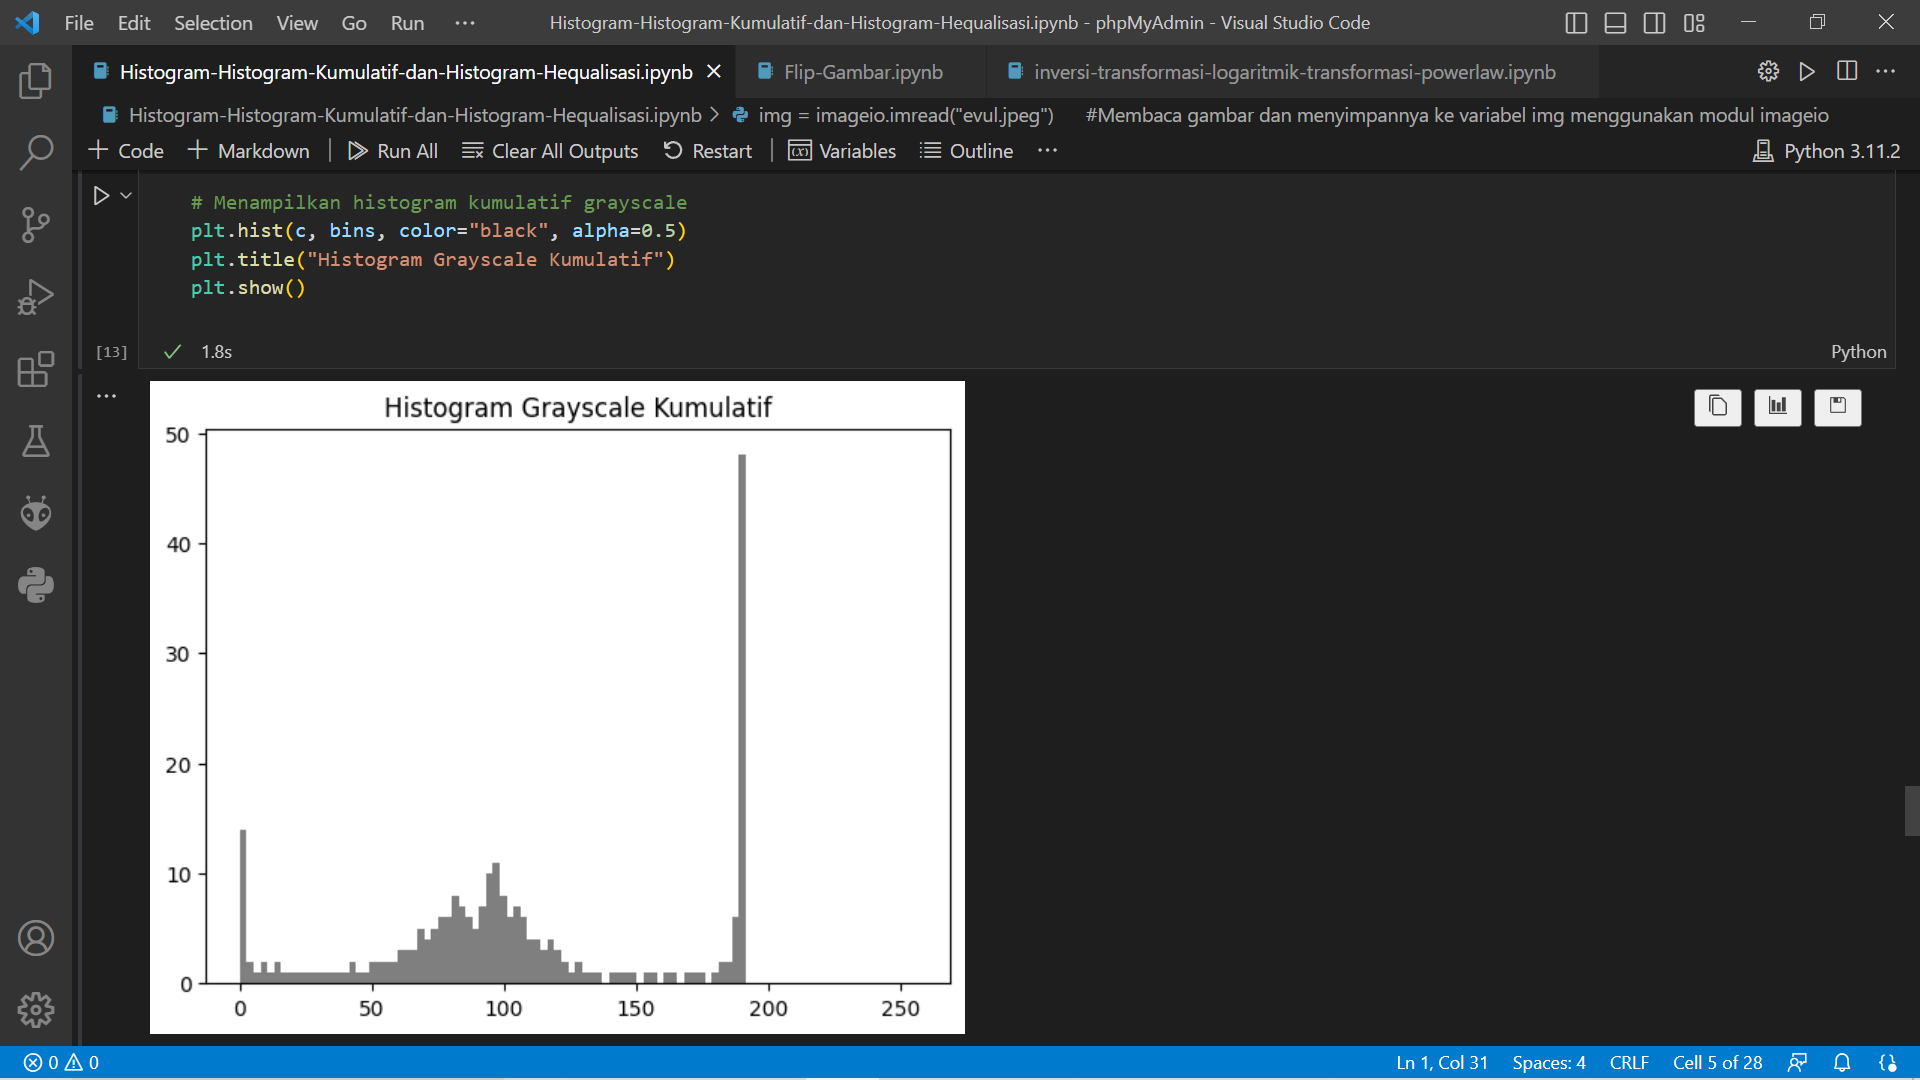 File Edit Selection View Go Run ··· Histogram-Histogram-Kumulatif-dan-Histogram-Hequalisasi.ipynb - phpMyAdmin - Visual Studio Code
Histogram-Histogram-Kumulatif-dan-Histogram-Hequalisasi.ipynb Flip-Gambar.ipynb inversi-transformasi-logaritmik-transformasi-powerlaw.ipynb
Histogram-Histogram-Kumulatif-dan-Histogram-Hequalisasi.ipynb > img = imageio.imread("evul.jpeg") #Membaca gambar dan menyimpannya ke variabel img menggunakan modul imageio
+ Code + Markdown Run All Clear All Outputs Restart Variables Outline ··· Python 3.11.2
# Menampilkan histogram kumulatif grayscale
plt.hist(c, bins, color="black", alpha=0.5)
plt.title("Histogram Grayscale Kumulatif")
plt.show()
[13] 1.8s Python
Histogram Grayscale Kumulatif
50
40
30
20
10
0
0 50 100 150 200 250
0 0 Ln 1, Col 31 Spaces: 4 CRLF Cell 5 of 28